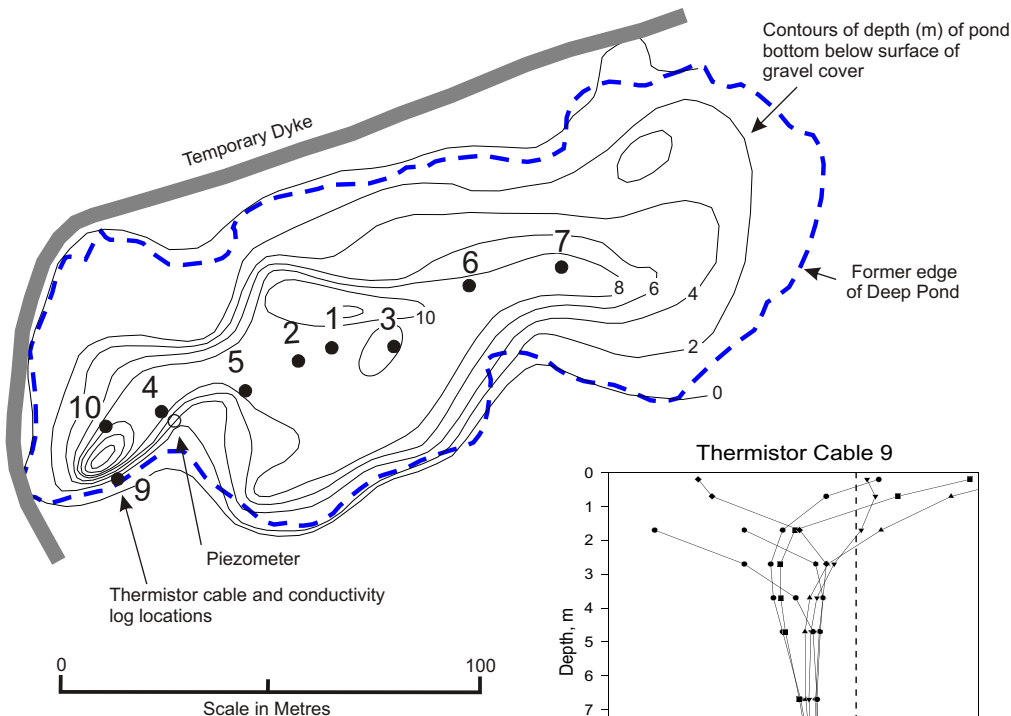 Contours of depth (m) of pond
bottom below surface of
gravel cover
Temporary Dyke
7
6
8
6
4
Former edge
of Deep Pond
1
3
10
2
2
5
0
4
10
9
Piezometer
Thermistor cable and conductivity
log locations
0
100
Scale in Metres
Thermistor Cable 9
0
1
2
3
4
5
6
7
Depth, m